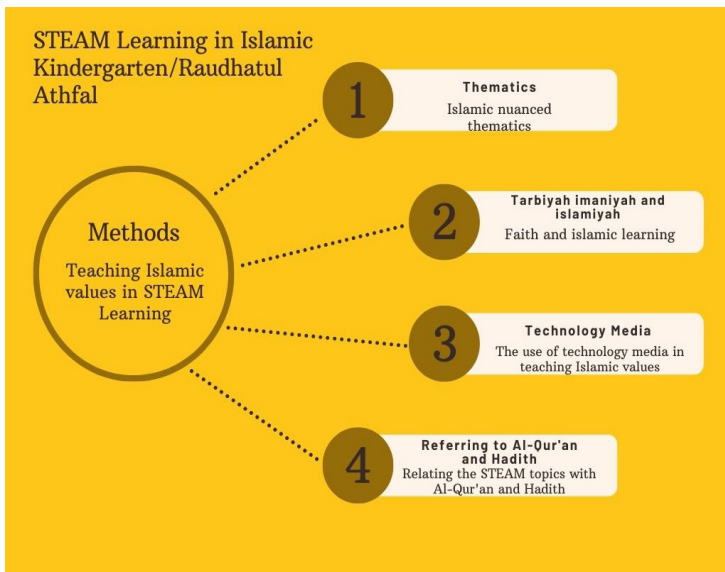 STEAM Learning in Islamic
Kindergarten/Raudhatul
Athfal
Methods
Teaching Islamic
values in STEAM
Learning
1
Thematics
Islamic nuanced
thematics
2
Tarbiyah imaniyah and
islamiyah
Faith and islamic learning
3
Technology Media
The use of technology media in
teaching Islamic values
4
Referring to Al-Qur'an
and Hadith
Relating the STEAM topics with
Al-Qur'an and Hadith